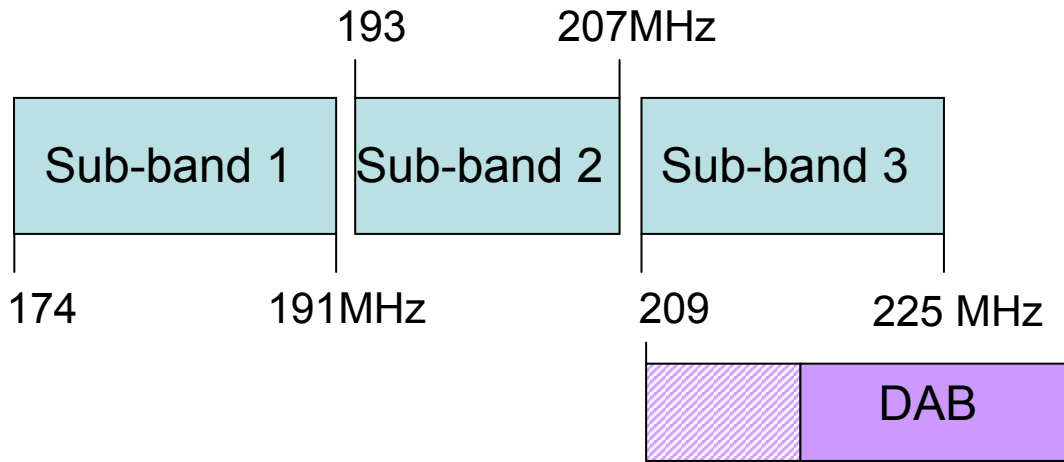 193 207MHz
Sub-band 1 Sub-band 2 Sub-band 3
174 191MHz 209 225 MHz
DAB